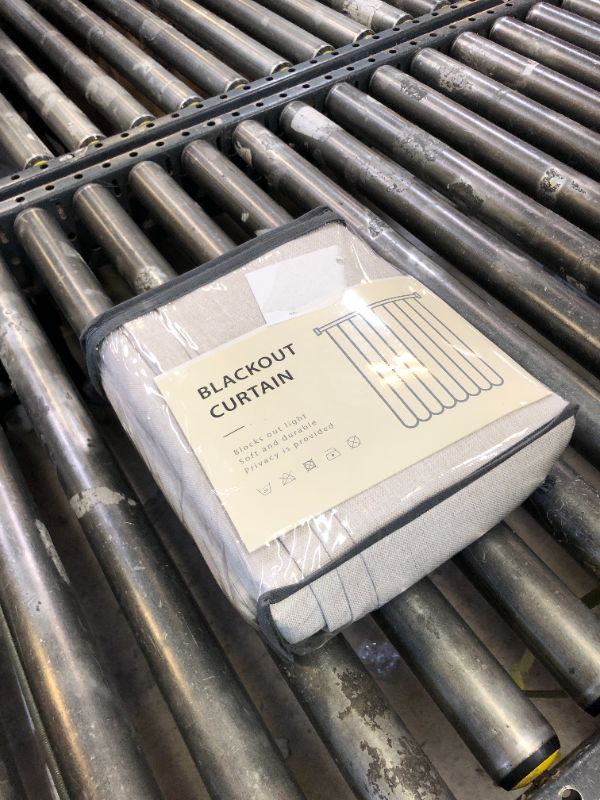 BLACKOUT
CURTAIN
Blocks out light
Soft and durable
Privacy is provided